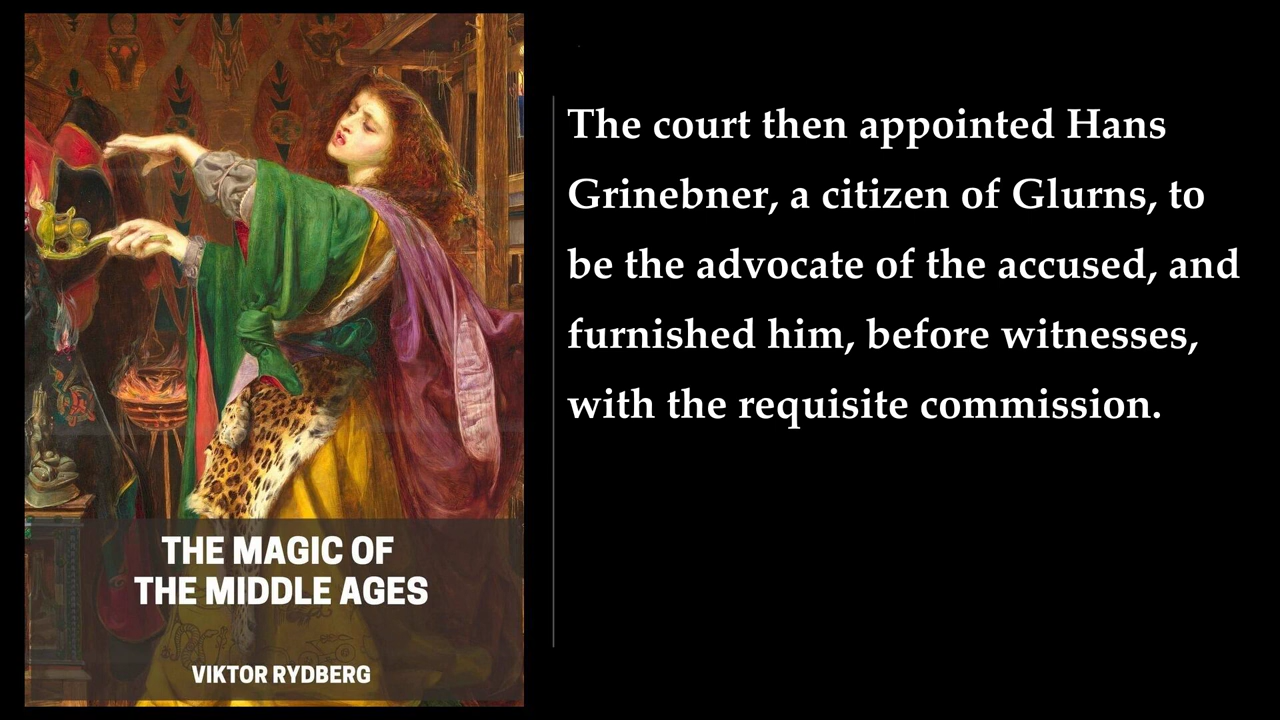 The court then appointed Hans
Grinebner, a citizen of Glurns, to
be the advocate of the accused, and
furnished him, before witnesses,
with the requisite commission.
THE MAGIC OF
THE MIDDLE AGES
VIKTOR RYDBERG